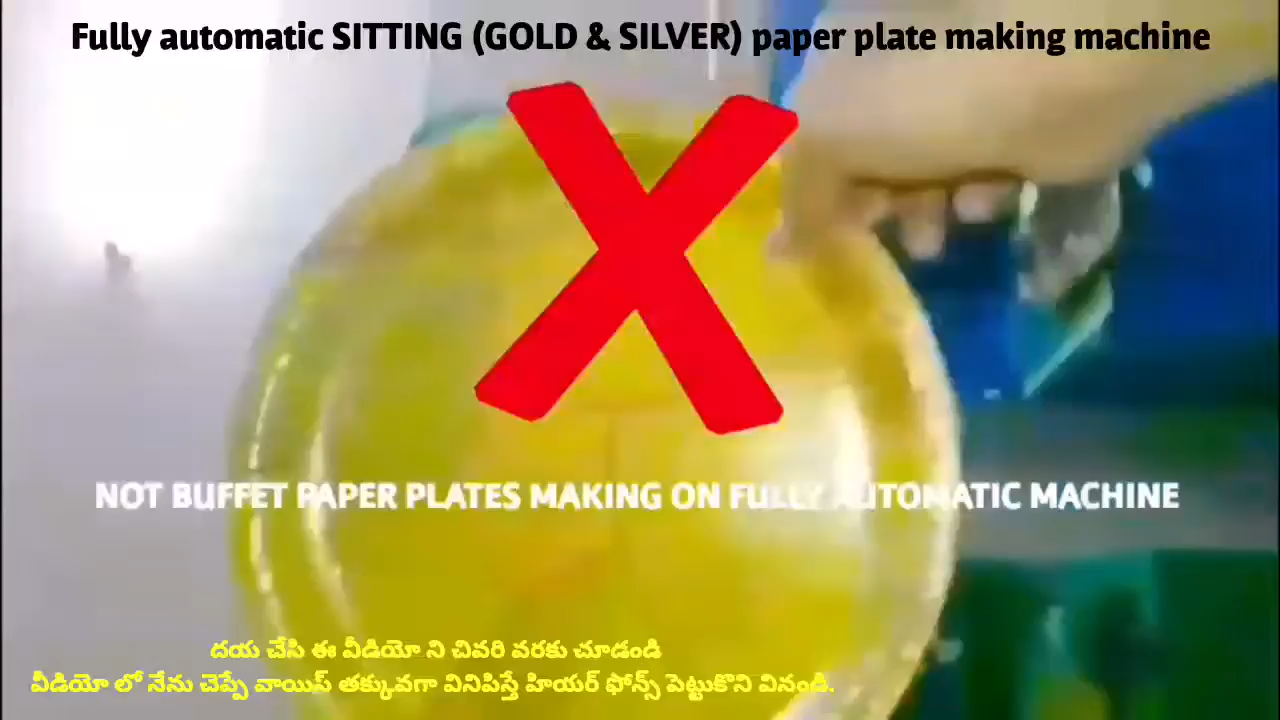 Fully automatic SITTING (GOLD & SILVER) paper plate making machine
NOT BUFFET PAPER PLATES MAKING ON FULLY AUTOMATIC MACHINE
దయ చేసి ఈ వీడియో ని చివరి వరకు చూడండి
వీడియో లో నేను చెప్పే వాయిస్ తక్కువగా వినిపిస్తే హియర్ ఫోన్స్ పెట్టుకొని వినండి.